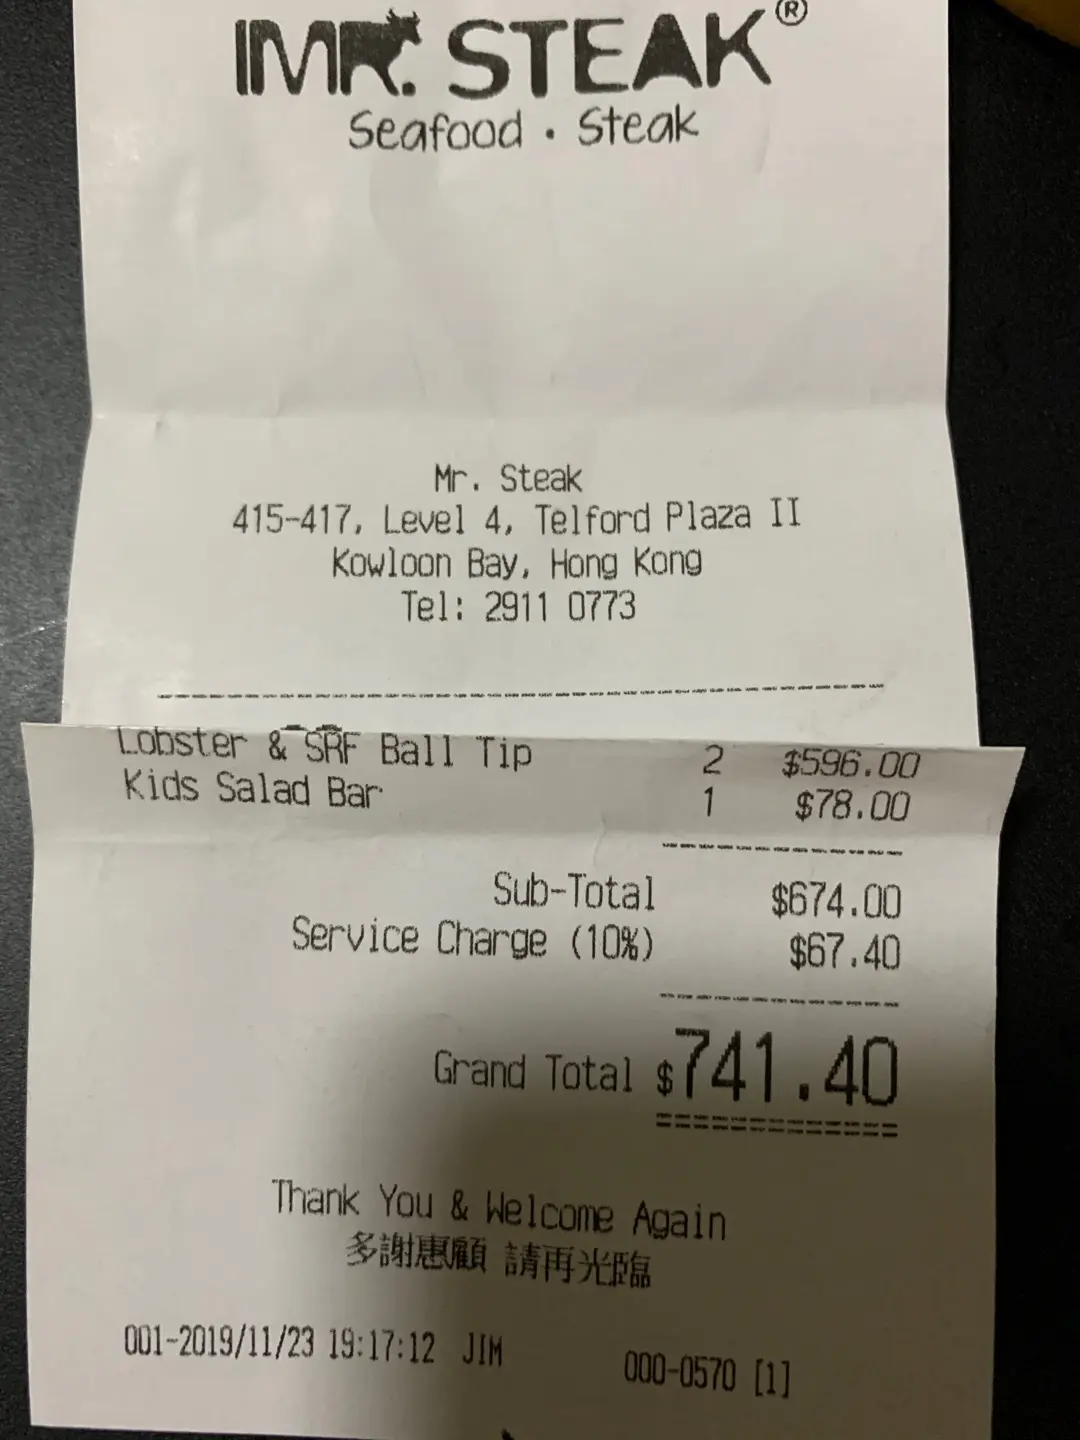 MR. STEAK®
Seafood · Steak
Mr. Steak
415-417, Level 4, Telford Plaza II
Kowloon Bay, Hong Kong
Tel: 2911 0773
Lobster & SRF Ball Tip 2 $596.00
Kids Salad Bar 1 $78.00
Sub-Total $674.00
Service Charge (10%) $67.40
Grand Total $741.40
Thank You & Welcome Again
多謝惠顧 請再光臨
001-2019/11/23 19:17:12 JIM 000-0570 [1]